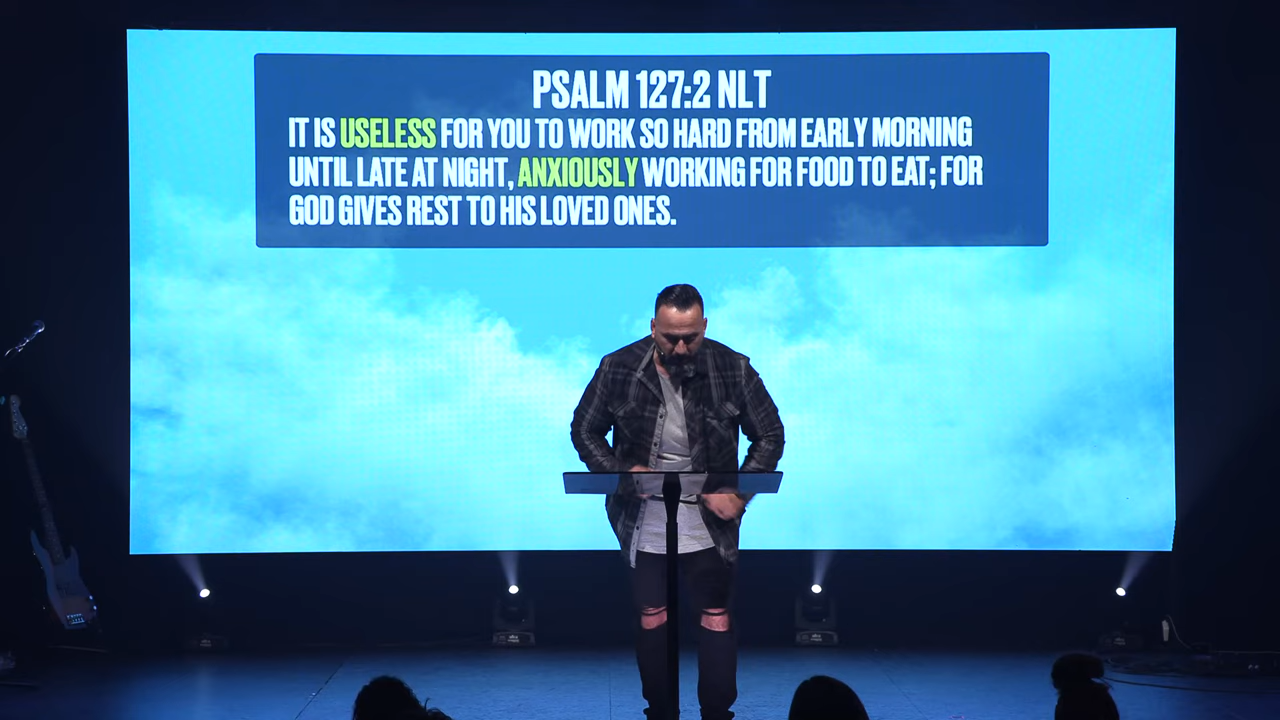 PSALM 127:2 NLT
IT IS USELESS FOR YOU TO WORK SO HARD FROM EARLY MORNING
UNTIL LATE AT NIGHT, ANXIOUSLY WORKING FOR FOOD TO EAT; FOR
GOD GIVES REST TO HIS LOVED ONES.